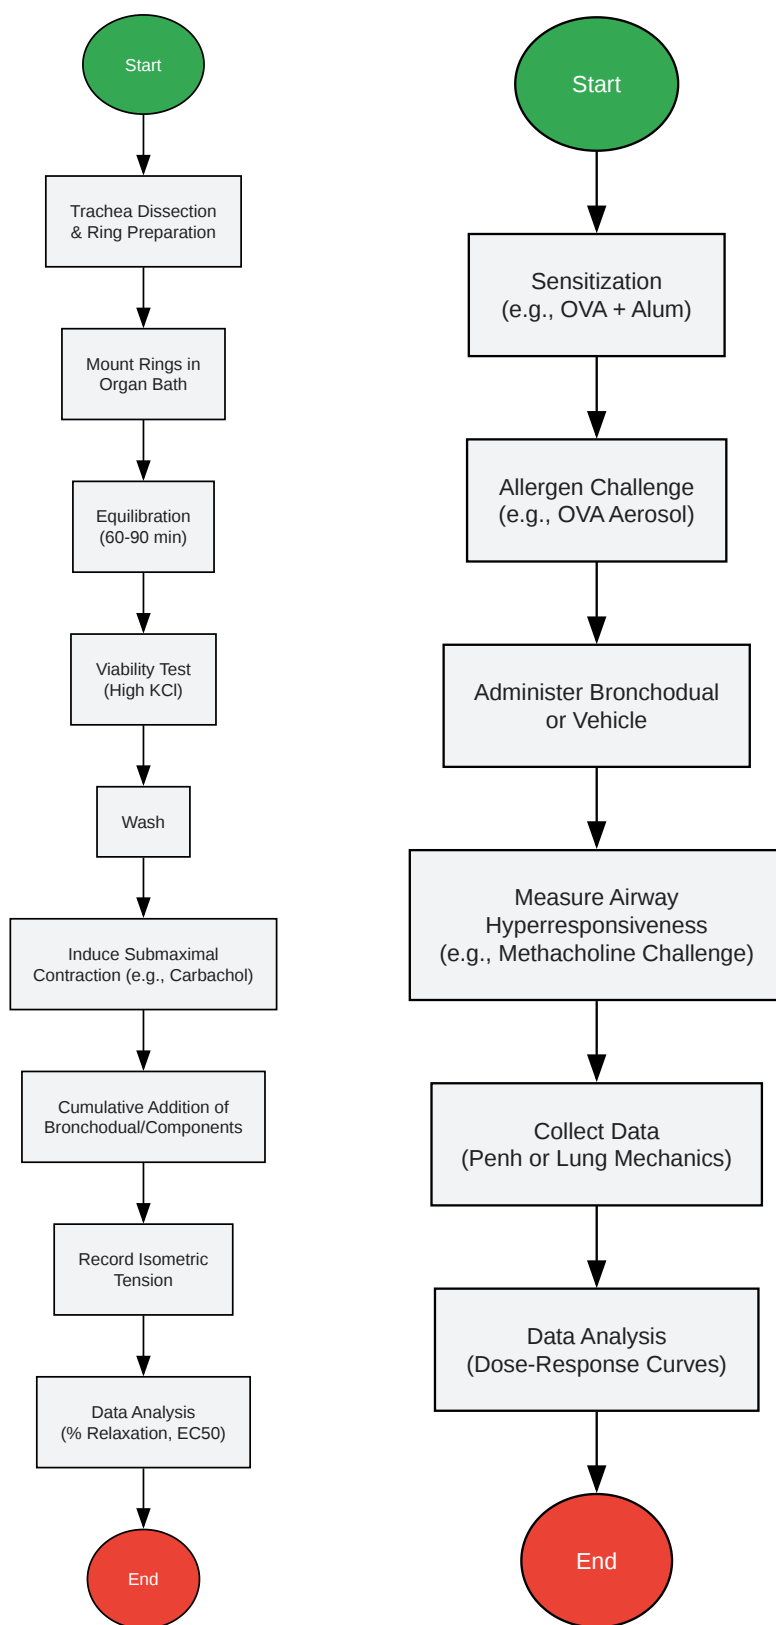 Start
Trachea Dissection
& Ring Preparation
Mount Rings in
Organ Bath
Equilibration
(60-90 min)
Viability Test
(High KCl)
Wash
Induce Submaximal
Contraction (e.g., Carbachol)
Cumulative Addition of
Bronchodual/Components
Record Isometric
Tension
Data Analysis
(% Relaxation, EC50)
End
Start
Sensitization
(e.g., OVA + Alum)
Allergen Challenge
(e.g., OVA Aerosol)
Administer Bronchodual
or Vehicle
Measure Airway
Hyperresponsiveness
(e.g., Methacholine Challenge)
Collect Data
(Penh or Lung Mechanics)
Data Analysis
(Dose-Response Curves)
End